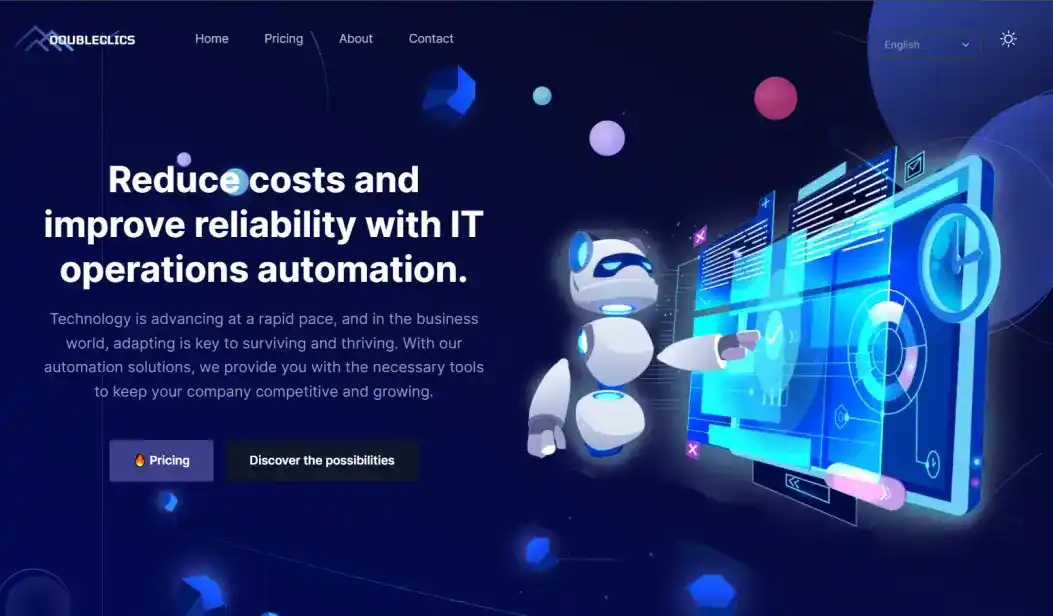 DOUBLECLICS
Home
Pricing
About
Contact
English
Reduce costs and
improve reliability with IT
operations automation.
Technology is advancing at a rapid pace, and in the business
world, adapting is key to surviving and thriving. With our
automation solutions, we provide you with the necessary tools
to keep your company competitive and growing.
🔥 Pricing
Discover the possibilities